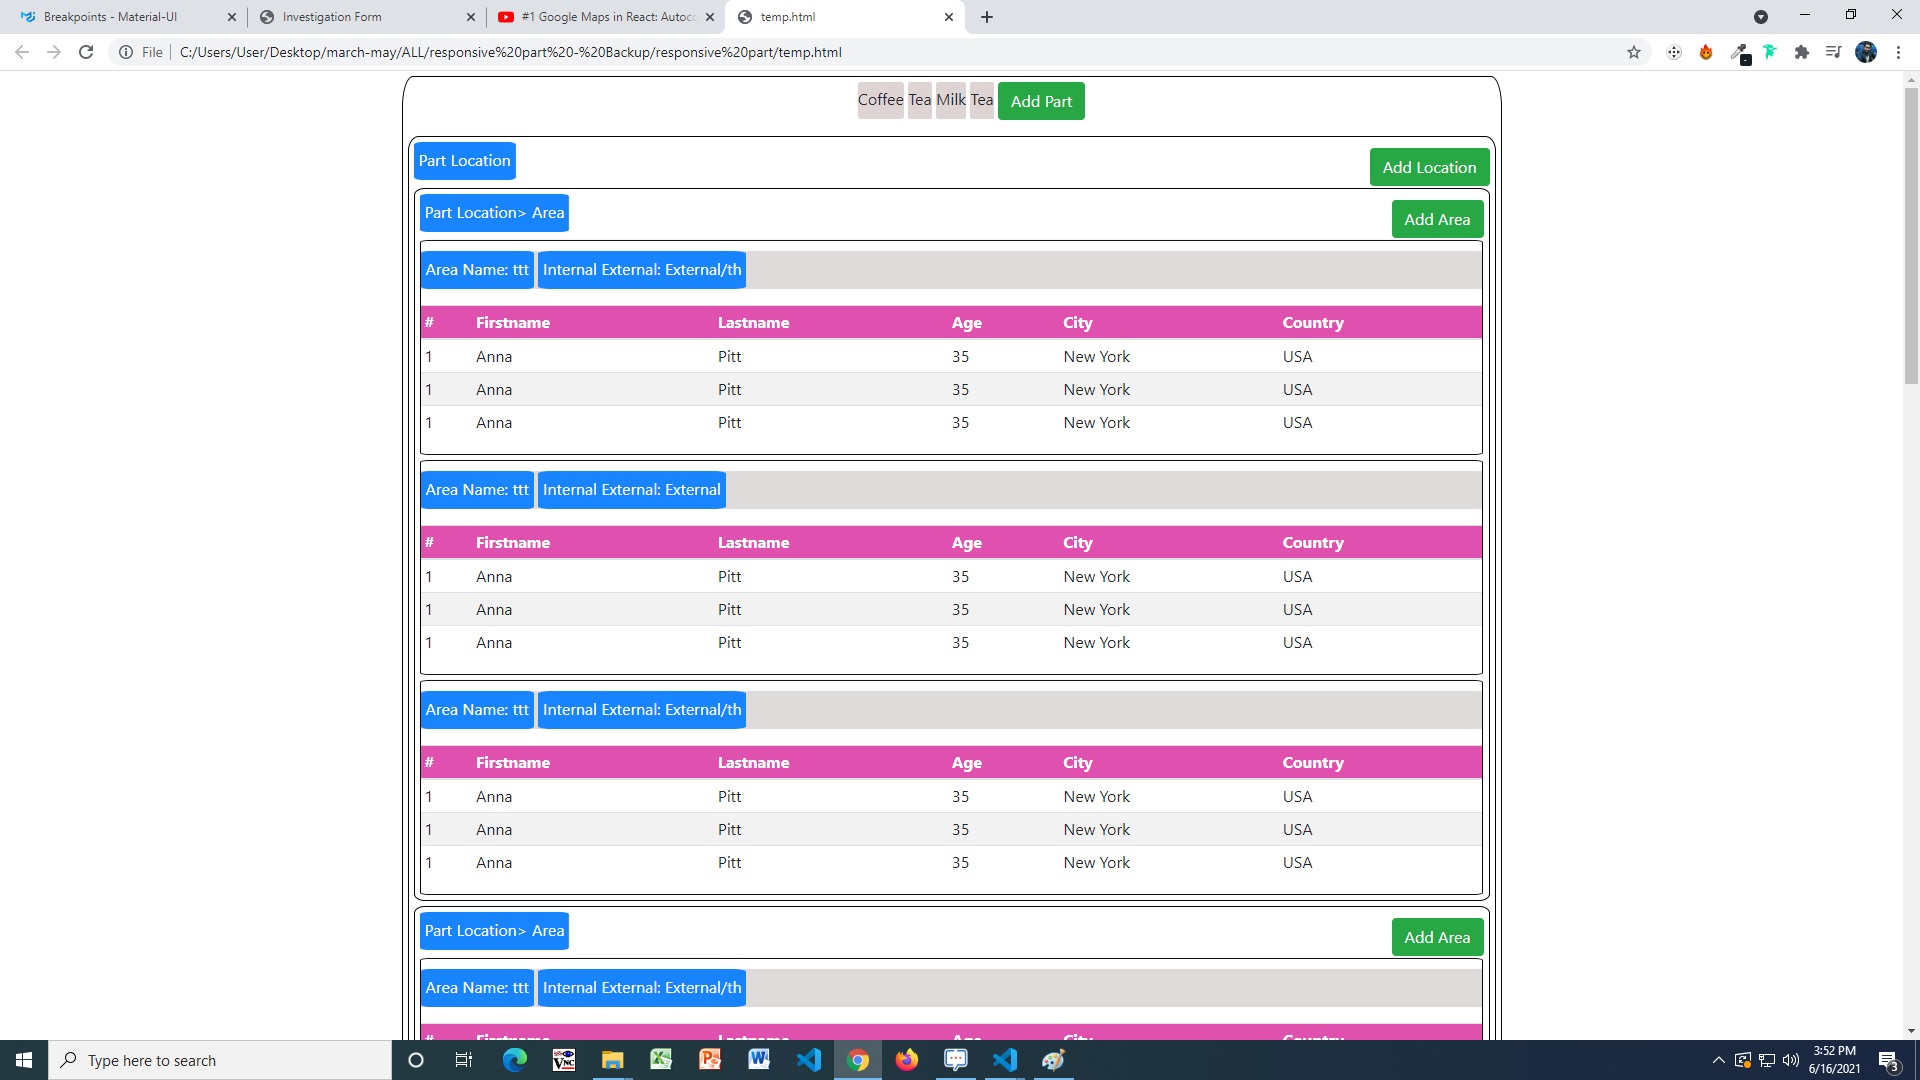 Breakpoints - Material-UI
Investigation Form
#1 Google Maps in React: Autoco
temp.html
File C:/Users/User/Desktop/march-may/ALL/responsive%20part%20-%20Backup/responsive%20part/temp.html
Coffee Tea Milk Tea Add Part
Part Location
Add Location
Part Location> Area
Add Area
Area Name: ttt Internal External: External/th
# Firstname Lastname Age City Country
1 Anna Pitt 35 New York USA
1 Anna Pitt 35 New York USA
1 Anna Pitt 35 New York USA
Area Name: ttt Internal External: External
# Firstname Lastname Age City Country
1 Anna Pitt 35 New York USA
1 Anna Pitt 35 New York USA
1 Anna Pitt 35 New York USA
Area Name: ttt Internal External: External/th
# Firstname Lastname Age City Country
1 Anna Pitt 35 New York USA
1 Anna Pitt 35 New York USA
1 Anna Pitt 35 New York USA
Part Location> Area
Add Area
Area Name: ttt Internal External: External/th
# Firstname Lastname Age City Country
Type here to search
3:52 PM
6/16/2021
3